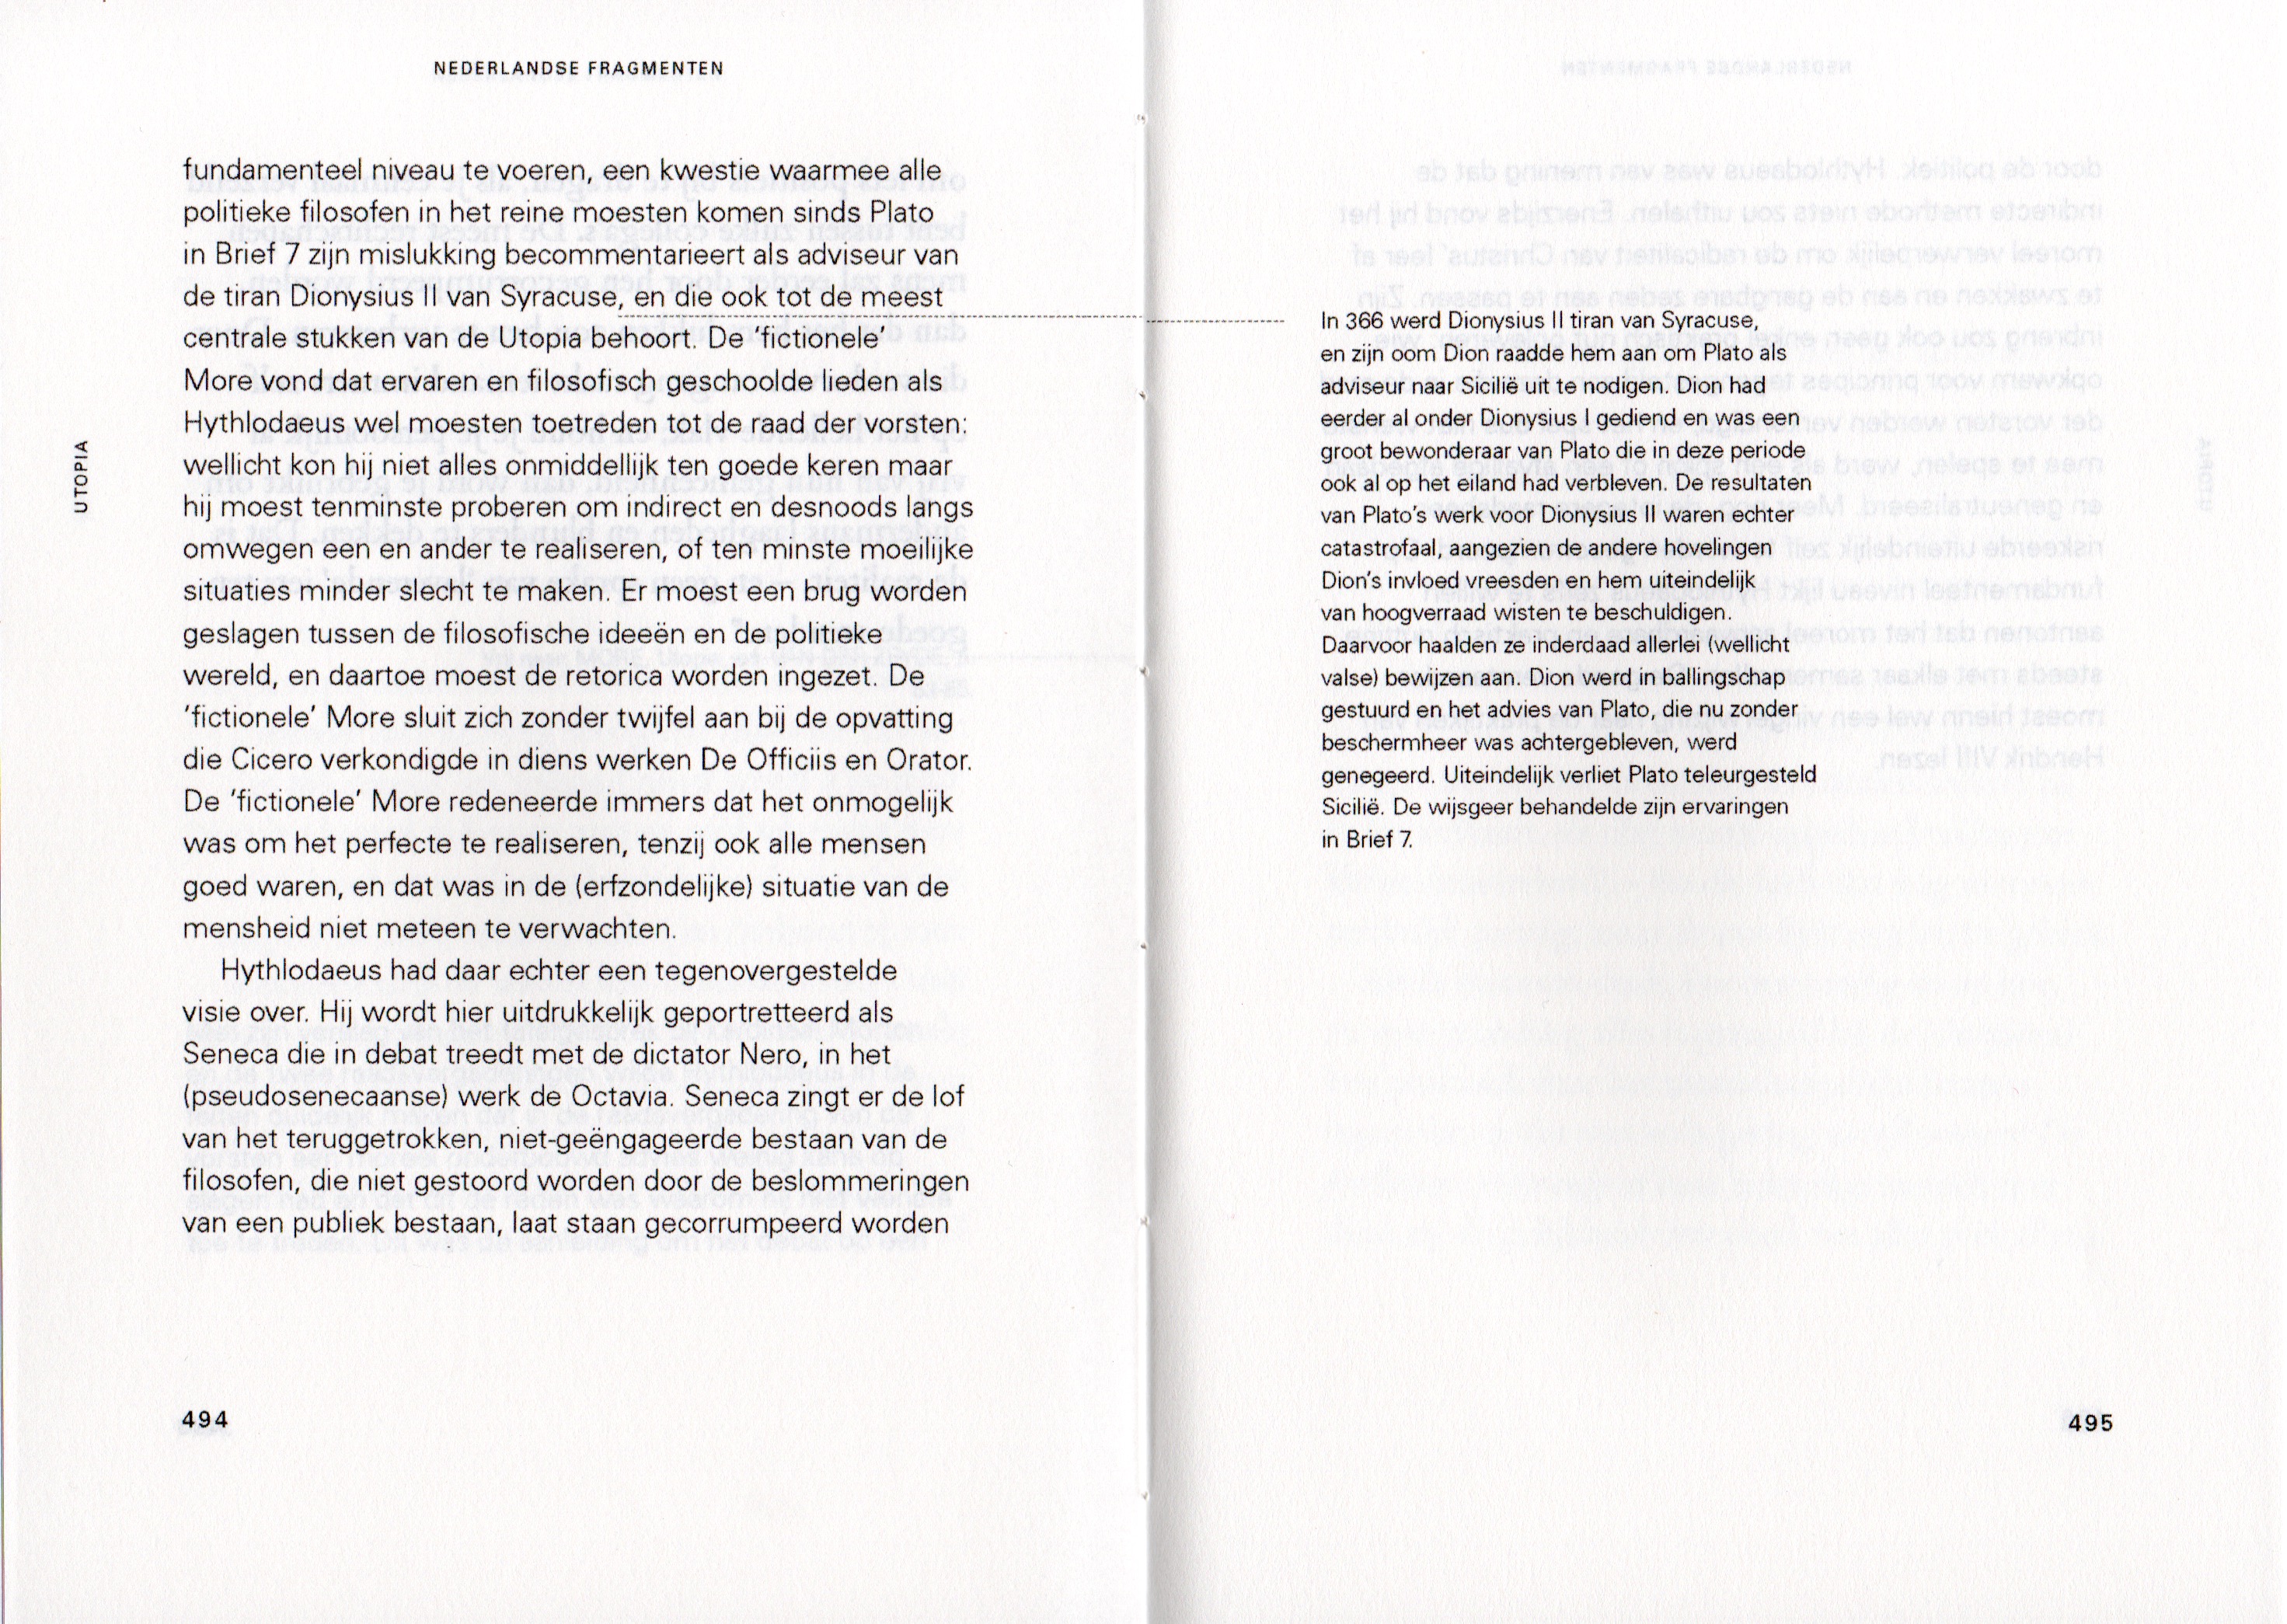 NEDERLANDSE FRAGMENTEN
UTOPIA
fundamenteel niveau te voeren, een kwestie waarmee alle
politieke filosofen in het reine moesten komen sinds Plato
in Brief 7 zijn mislukking becommentarieert als adviseur van
de tiran Dionysius II van Syracuse, en die ook tot de meest
centrale stukken van de Utopia behoort. De ‘fictionele’
More vond dat ervaren en filosofisch geschoolde lieden als
Hythlodaeus wel moesten toetreden tot de raad der vorsten:
wellicht kon hij niet alles onmiddellijk ten goede keren maar
hij moest tenminste proberen om indirect en desnoods langs
omwegen een en ander te realiseren, of ten minste moeilijke
situaties minder slecht te maken. Er moest een brug worden
geslagen tussen de filosofische ideeën en de politieke
wereld, en daartoe moest de retorica worden ingezet. De
‘fictionele’ More sluit zich zonder twijfel aan bij de opvatting
die Cicero verkondigde in diens werken De Officiis en Orator.
De ‘fictionele’ More redeneerde immers dat het onmogelijk
was om het perfecte te realiseren, tenzij ook alle mensen
goed waren, en dat was in de (erfzondelijke) situatie van de
mensheid niet meteen te verwachten.
Hythlodaeus had daar echter een tegenovergestelde
visie over. Hij wordt hier uitdrukkelijk geportretteerd als
Seneca die in debat treedt met de dictator Nero, in het
(pseudosenecaanse) werk de Octavia. Seneca zingt er de lof
van het teruggetrokken, niet-geëngageerde bestaan van de
filosofen, die niet gestoord worden door de beslommeringen
van een publiek bestaan, laat staan gecorrumpeerd worden
494
In 366 werd Dionysius II tiran van Syracuse,
en zijn oom Dion raadde hem aan om Plato als
adviseur naar Sicilië uit te nodigen. Dion had
eerder al onder Dionysius I gediend en was een
groot bewonderaar van Plato die in deze periode
ook al op het eiland had verbleven. De resultaten
van Plato’s werk voor Dionysius II waren echter
catastrofaal, aangezien de andere hovelingen
Dion’s invloed vreesden en hem uiteindelijk
van hoogverraad wisten te beschuldigen.
Daarvoor haalden ze inderdaad allerlei (wellicht
valse) bewijzen aan. Dion werd in ballingschap
gestuurd en het advies van Plato, die nu zonder
beschermheer was achtergebleven, werd
genegeerd. Uiteindelijk verliet Plato teleurgesteld
Sicilië. De wijsgeer behandelde zijn ervaringen
in Brief 7.
495